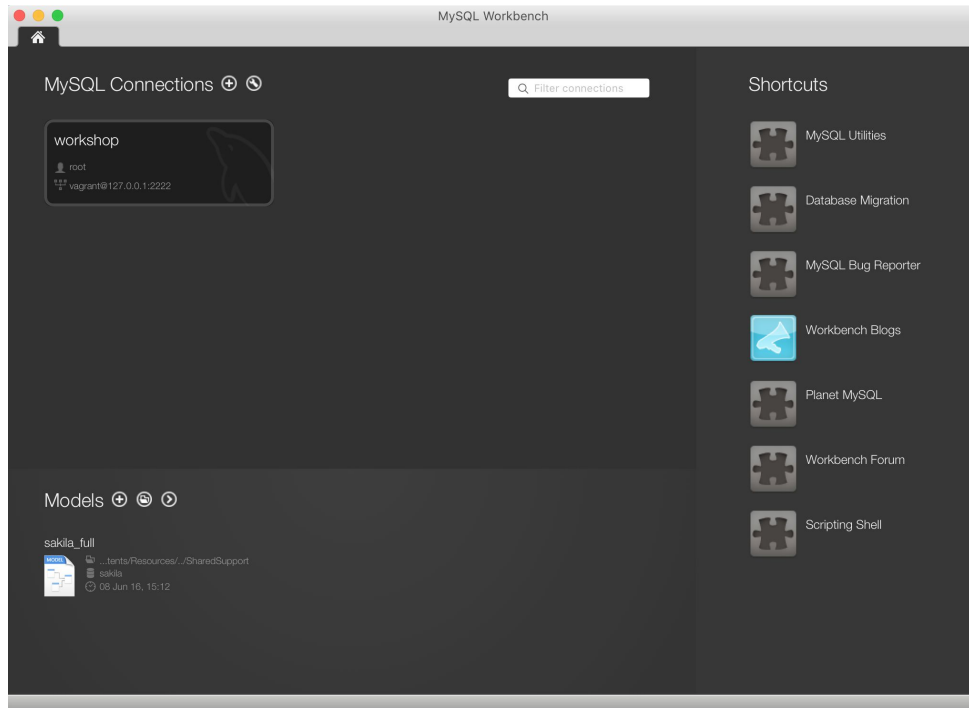 MySQL Workbench
MySQL Connections
Filter connections
workshop
root
vagrant@127.0.0.1:2222
Shortcuts
MySQL Utilities
Database Migration
MySQL Bug Reporter
Workbench Blogs
Planet MySQL
Workbench Forum
Scripting Shell
Models
sakila_full
MODEL
...tents/Resources/../SharedSupport
sakila
08 Jun 16, 15:12